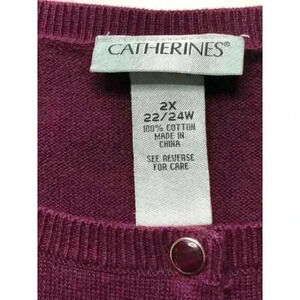 CATHERINES®
2X
22/24W
100% COTTON
MADE IN
CHINA
SEE REVERSE
FOR CARE